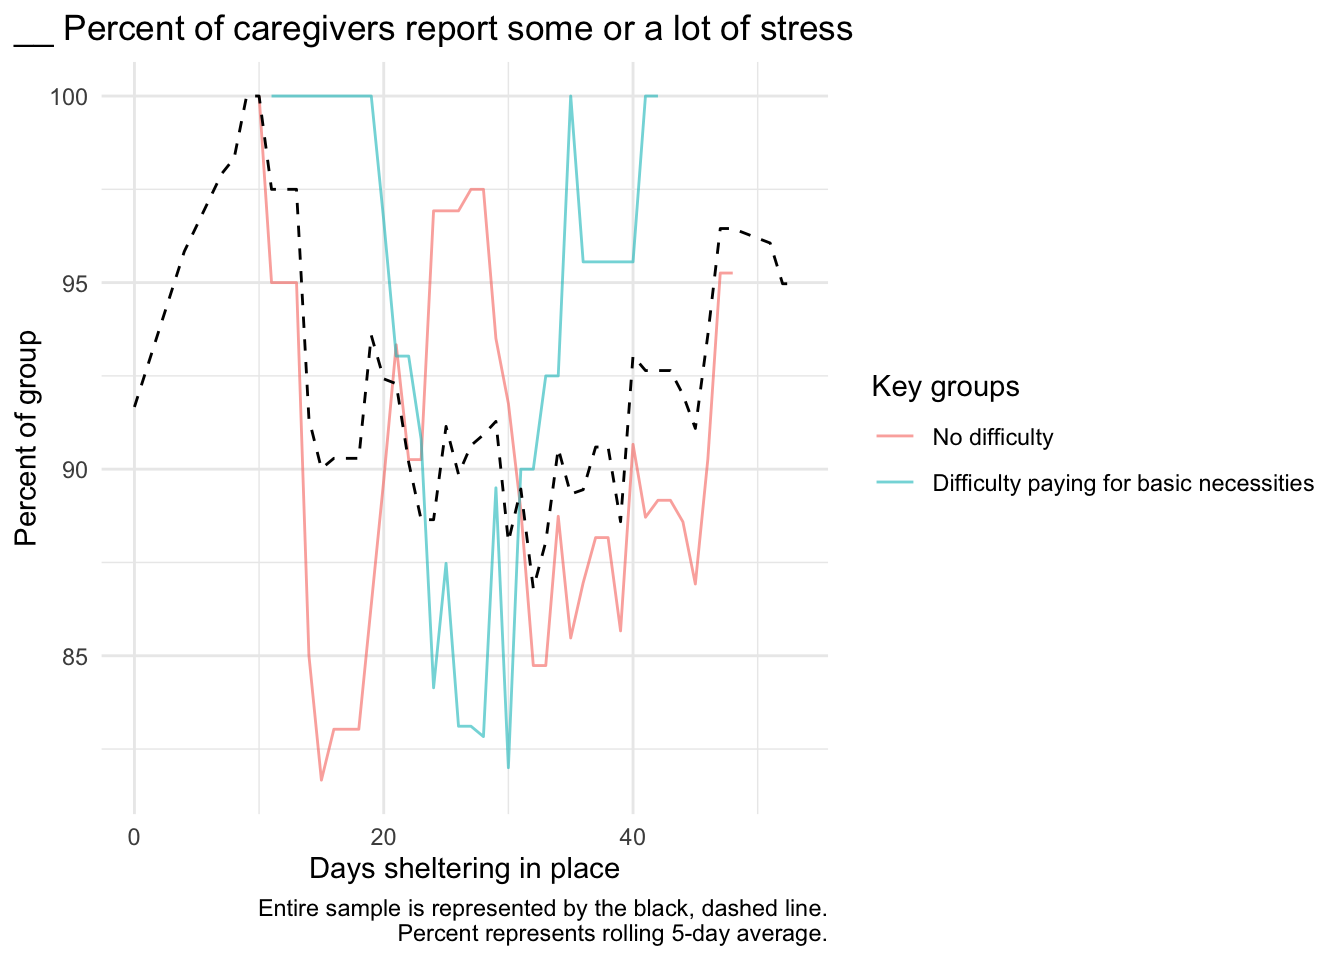 __ Percent of caregivers report some or a lot of stress
Percent of group
100
95
90
85
0
20
40
Days sheltering in place
Entire sample is represented by the black, dashed line.
Percent represents rolling 5-day average.
Key groups
No difficulty
Difficulty paying for basic necessities